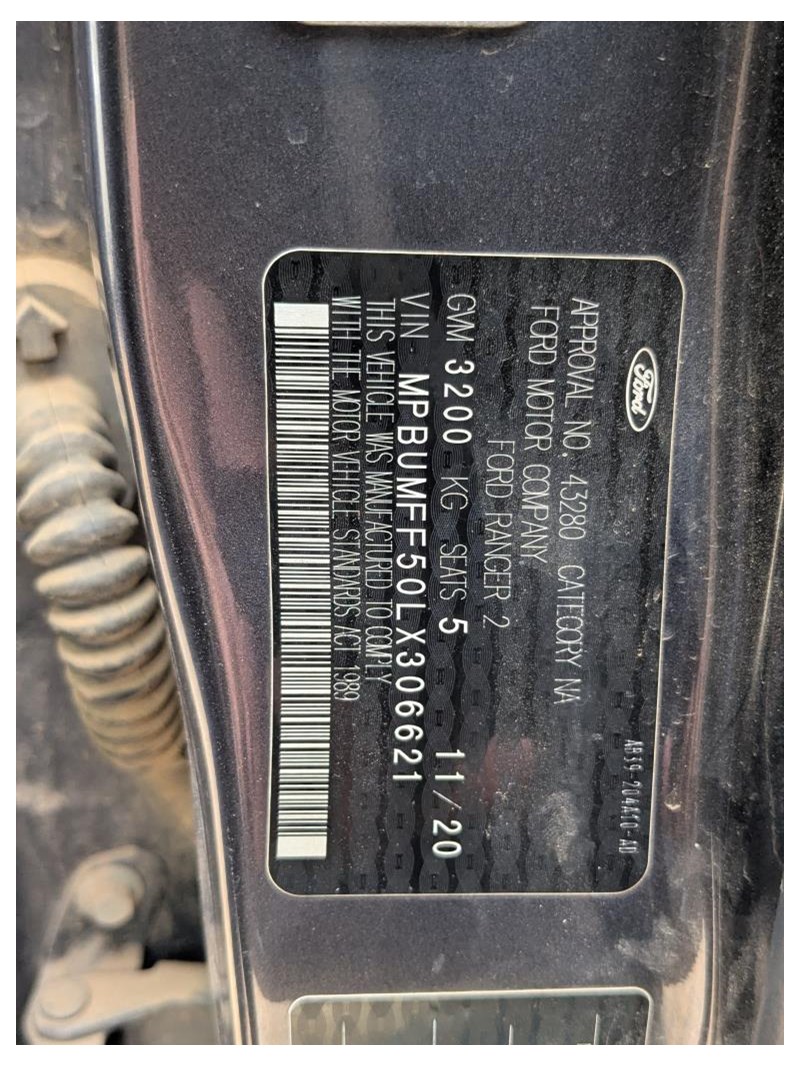 Ford
AB39-204A10-AD
APPROVAL NO. 43280 CATEGORY NA
FORD MOTOR COMPANY
FORD RANGER 2
GVM 3200 KG SEATS 5 11/20
VIN MPBUMFF50LX306621
THIS VEHICLE WAS MANUFACTURED TO COMPLY
WITH THE MOTOR VEHICLE STANDARDS ACT 1989